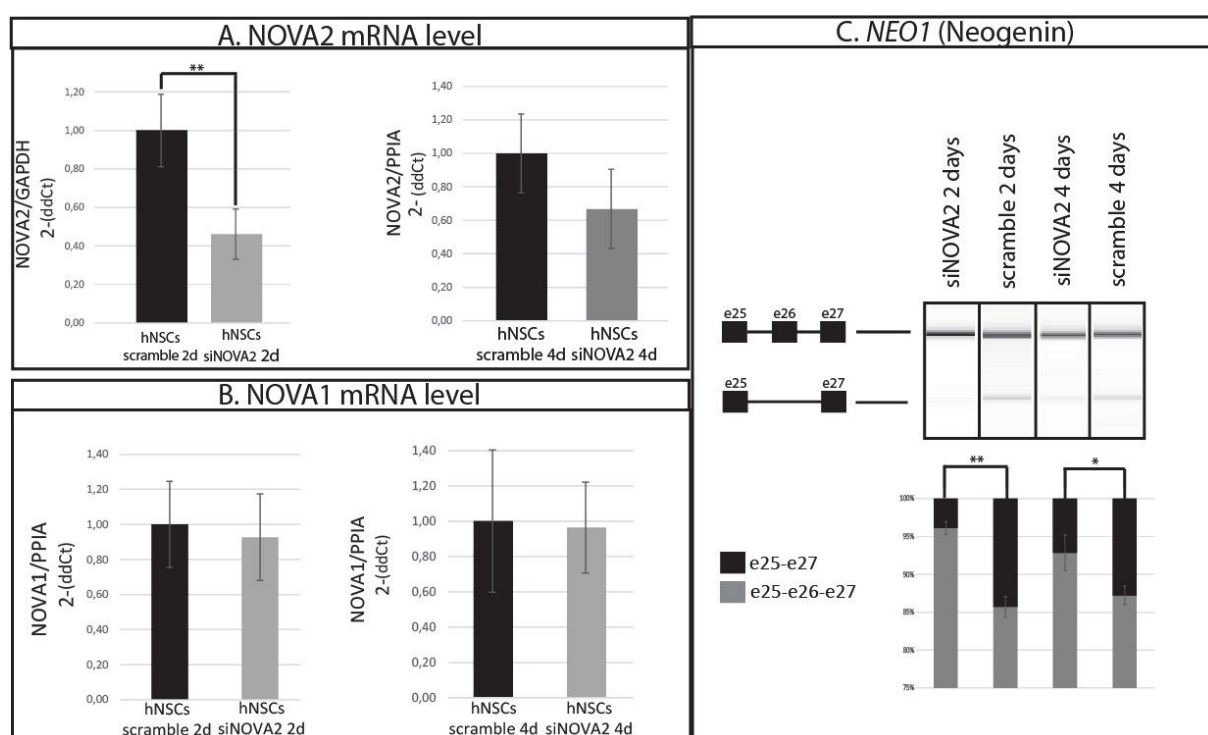 A. NOVA2 mRNA level
**
NOVA2/GAPDH
2-(ddCt)
1,20
1,00
0,80
0,60
0,40
0,20
0,00
hNSCs
scramble 2d
hNSCs
siNOVA2 2d
NOVA2/PPIA
2-(ddCt)
1,40
1,20
1,00
0,80
0,60
0,40
0,20
0,00
hNSCs
scramble 4d
hNSCs
siNOVA2 4d
B. NOVA1 mRNA level
NOVA1/PPIA
2-(ddCt)
1,40
1,20
1,00
0,80
0,60
0,40
0,20
0,00
hNSCs
scramble 2d
hNSCs
siNOVA2 2d
NOVA1/PPIA
2-(ddCt)
1,40
1,20
1,00
0,80
0,60
0,40
0,20
0,00
hNSCs
scramble 4d
hNSCs
siNOVA2 4d
C. NEO1 (Neogenin)
siNOVA2 2 days
scramble 2 days
siNOVA2 4 days
scramble 4 days
e25 e26 e27
e25 e27
** *
100%
95%
90%
85%
80%
75%
e25-e27
e25-e26-e27